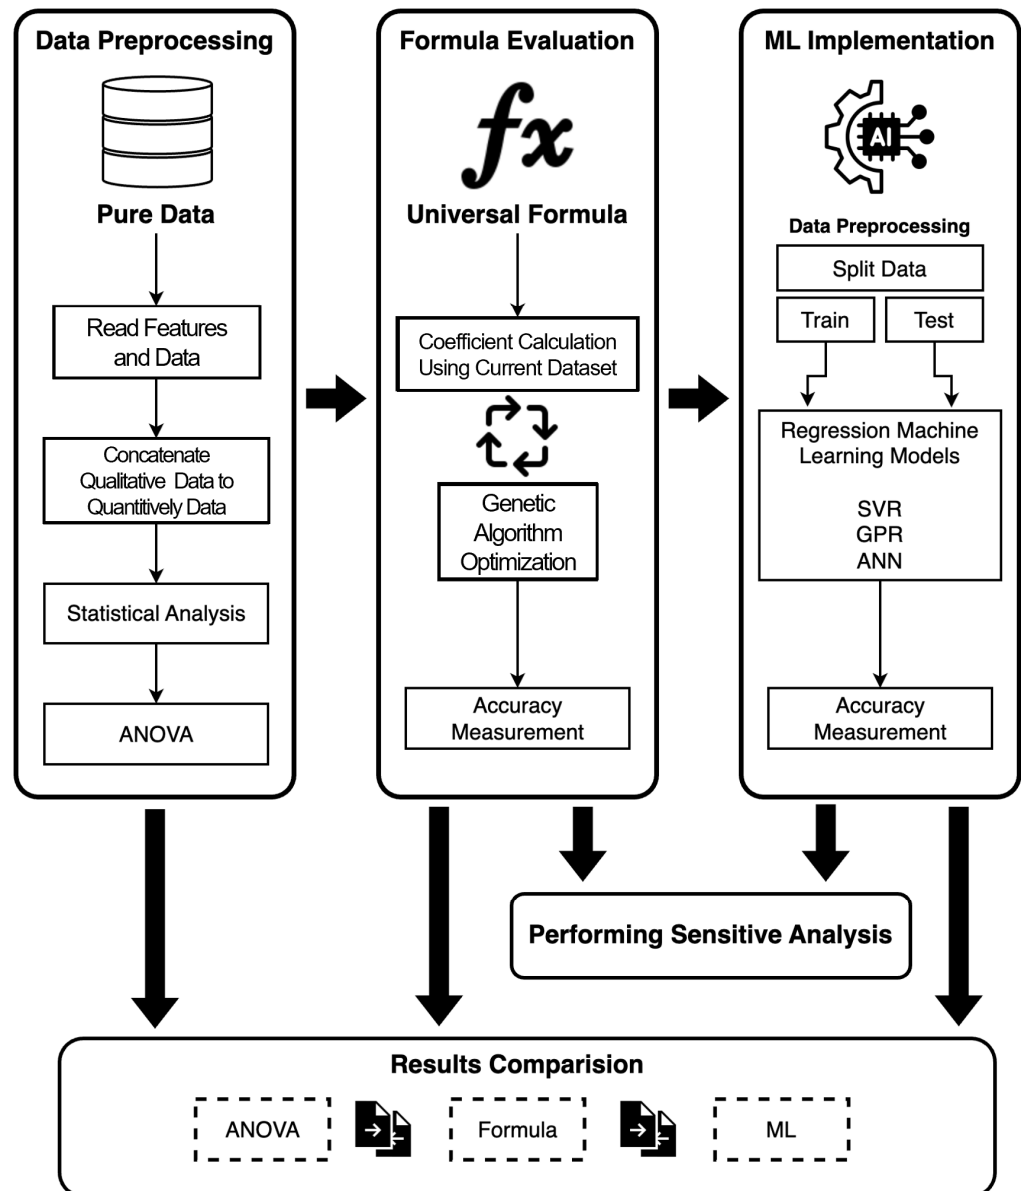 Data Preprocessing
Pure Data
Read Features
and Data
Concatenate
Qualitative Data to
Quantitively Data
Statistical Analysis
ANOVA
Formula Evaluation
fx
Universal Formula
Coefficient Calculation
Using Current Dataset
Genetic
Algorithm
Optimization
Accuracy
Measurement
ML Implementation
AI
Data Preprocessing
Split Data
Train
Test
Regression Machine
Learning Models
SVR
GPR
ANN
Accuracy
Measurement
Performing Sensitive Analysis
Results Comparision
ANOVA
Formula
ML